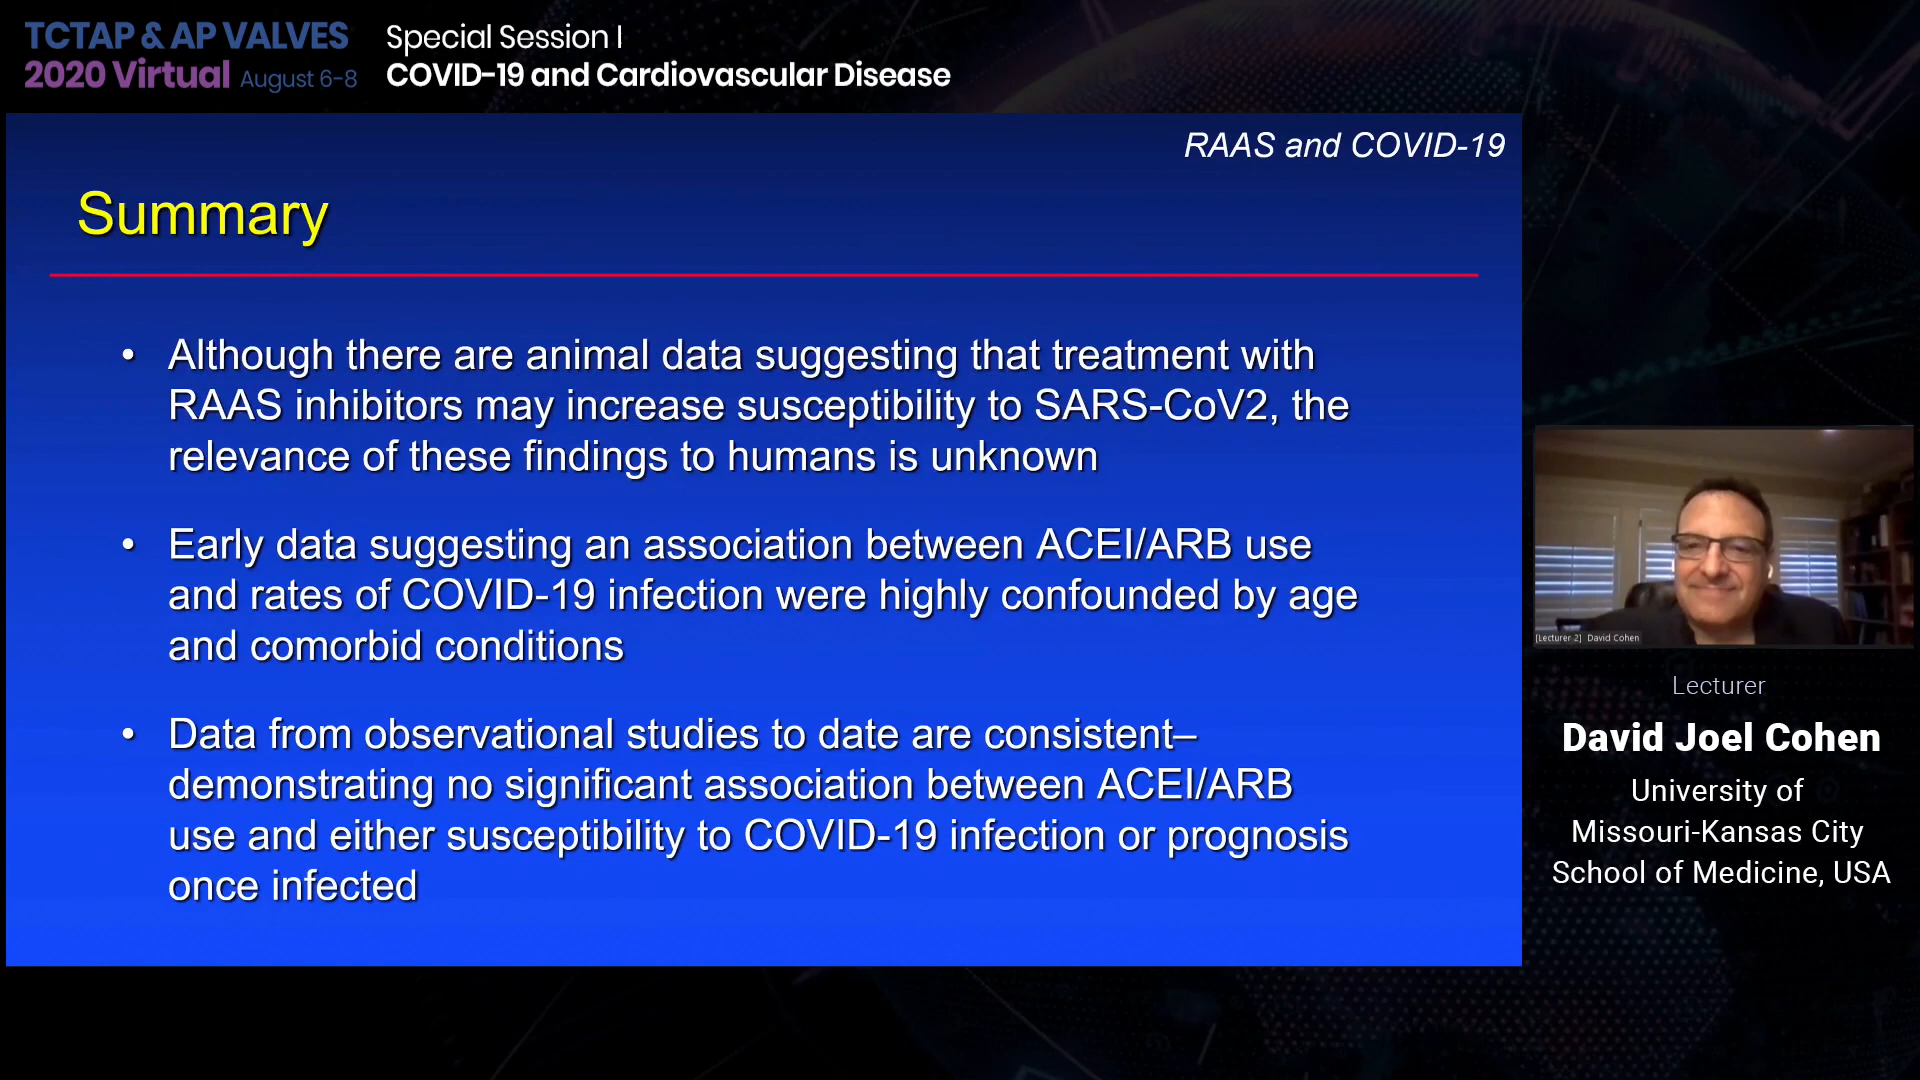 TCTAP & AP VALVES
2020 Virtual August 6-8
Special Session I
COVID-19 and Cardiovascular Disease
RAAS and COVID-19
Summary
• Although there are animal data suggesting that treatment with
RAAS inhibitors may increase susceptibility to SARS-CoV2, the
relevance of these findings to humans is unknown
• Early data suggesting an association between ACEI/ARB use
and rates of COVID-19 infection were highly confounded by age
and comorbid conditions
• Data from observational studies to date are consistent–
demonstrating no significant association between ACEI/ARB
use and either susceptibility to COVID-19 infection or prognosis
once infected
[Lecturer 2] David Cohen
Lecturer
David Joel Cohen
University of
Missouri-Kansas City
School of Medicine, USA